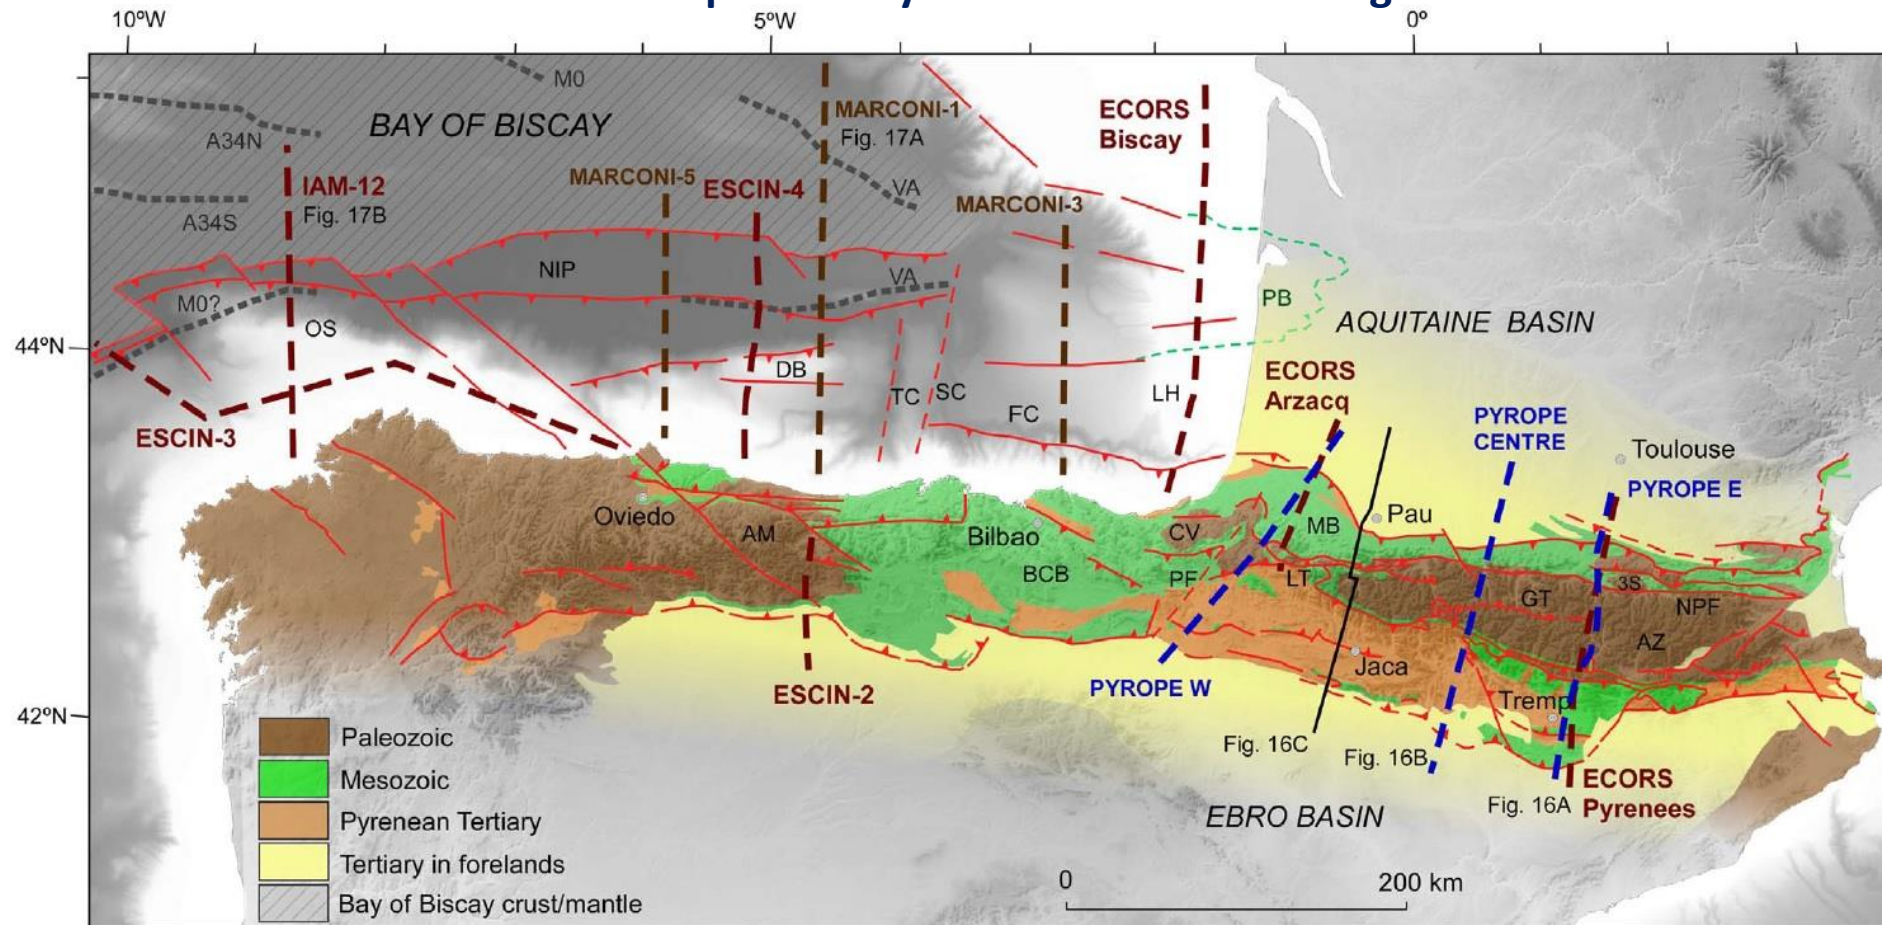 10ºW
5ºW
0º
M0
BAY OF BISCAY
A34N
MARCONI-1
Fig. 17A
ECORS
Biscay
IAM-12
Fig. 17B
MARCONI-5
ESCIN-4
VA
MARCONI-3
A34S
NIP
VA
M0?
OS
PB
AQUITAINE BASIN
44ºN
DB
TC
SC
FC
LH
ECORS
Arzacq
ESCIN-3
PYROPE
CENTRE
Toulouse
PYROPE E
Oviedo
AM
Bilbao
CV
MB
Pau
BCB
PF
LT
GT
3S
NPF
AZ
Jaca
ESCIN-2
PYROPE W
Tremp
42ºN
Fig. 16C
Fig. 16B
Fig. 16A
ECORS
Pyrenees
EBRO BASIN
Paleozoic
Mesozoic
Pyrenean Tertiary
Tertiary in forelands
Bay of Biscay crust/mantle
0
200 km